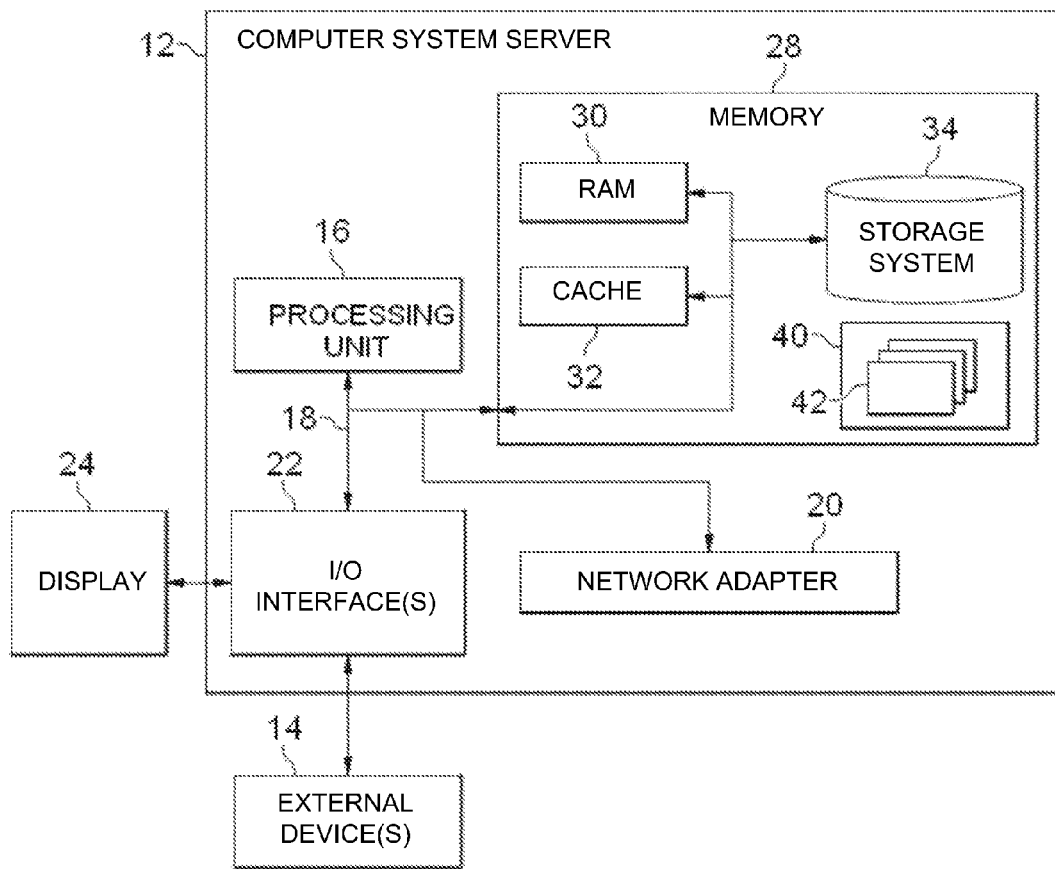 12
COMPUTER SYSTEM SERVER
28
MEMORY
30
RAM
34
STORAGE
SYSTEM
16
PROCESSING
UNIT
CACHE
32
40
42
18
24
22
20
DISPLAY
I/O
INTERFACE(S)
NETWORK ADAPTER
14
EXTERNAL
DEVICE(S)